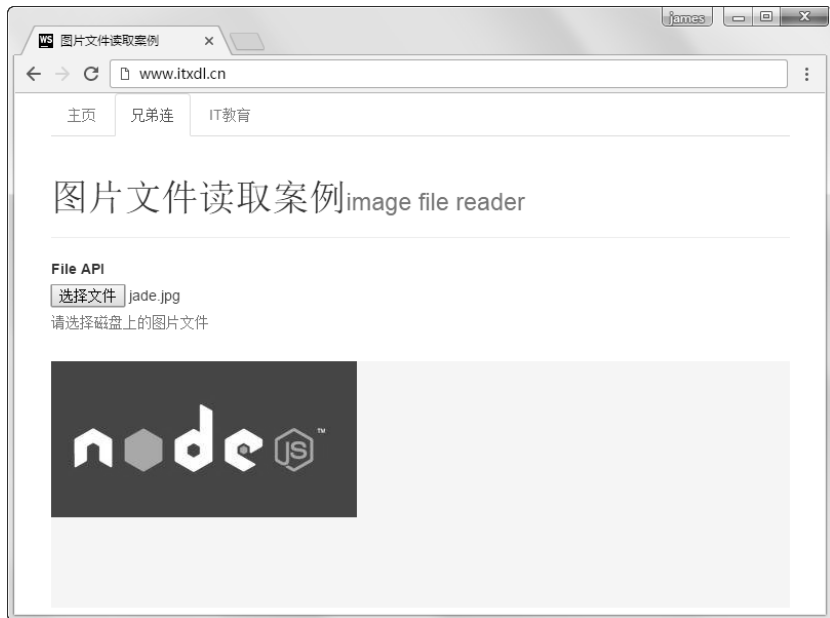 james
WS 图片文件读取案例
www.itxdl.cn
主页 兄弟连 IT教育
图片文件读取案例image file reader
File API
选择文件 jade.jpg
请选择磁盘上的图片文件
node JS ™